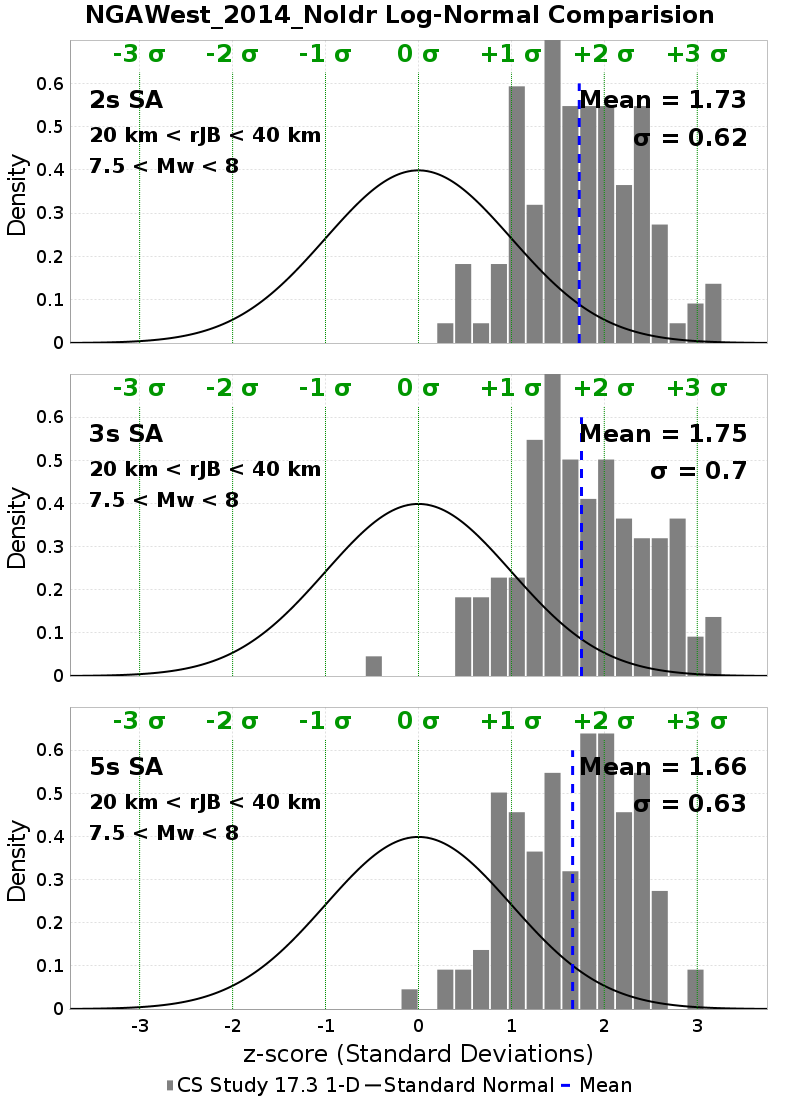 NGAWest_2014_NoIdr Log-Normal Comparision
-3 σ -2 σ -1 σ 0 σ +1 σ +2 σ +3 σ
2s SA Mean = 1.73
20 km < rJB < 40 km σ = 0.62
7.5 < Mw < 8
0.6
0.5
0.4
0.3
0.2
0.1
0
Density
-3 σ -2 σ -1 σ 0 σ +1 σ +2 σ +3 σ
3s SA Mean = 1.75
20 km < rJB < 40 km σ = 0.7
7.5 < Mw < 8
0.6
0.5
0.4
0.3
0.2
0.1
0
Density
-3 σ -2 σ -1 σ 0 σ +1 σ +2 σ +3 σ
5s SA Mean = 1.66
20 km < rJB < 40 km σ = 0.63
7.5 < Mw < 8
0.6
0.5
0.4
0.3
0.2
0.1
0
Density
-3 -2 -1 0 1 2 3
z-score (Standard Deviations)
CS Study 17.3 1-D Standard Normal Mean